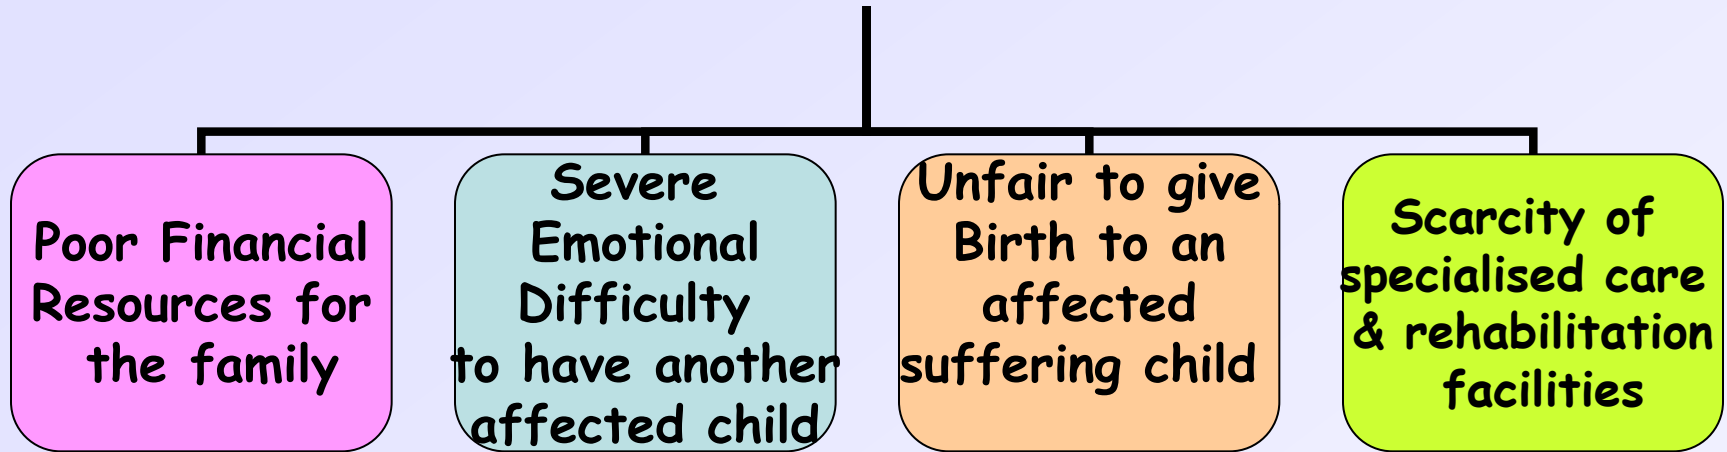 Poor Financial
Resources for
the family
Severe
Emotional
Difficulty
to have another
affected child
Unfair to give
Birth to an
affected
suffering child
Scarcity of
specialised care
& rehabilitation
facilities